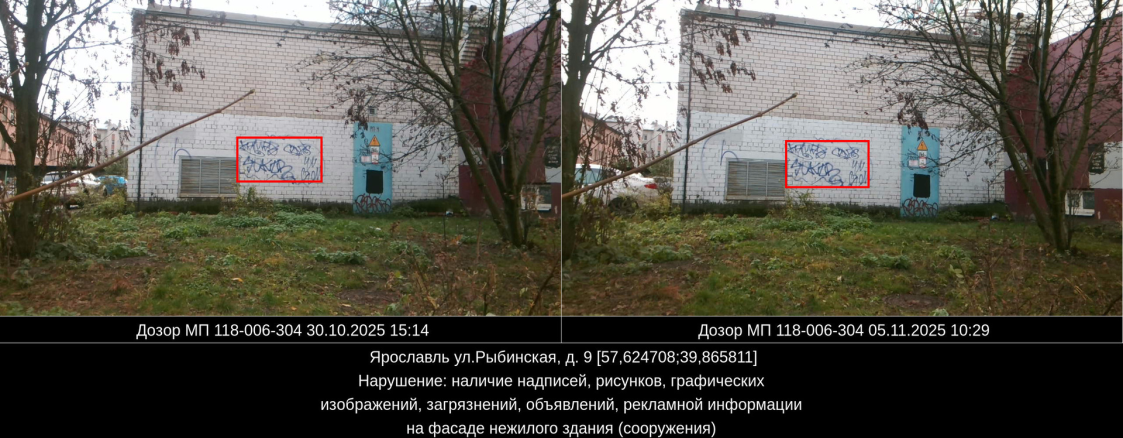 Дозор МП 118-006-304 30.10.2025 15:14
Дозор МП 118-006-304 05.11.2025 10:29
Ярославль ул.Рыбинская, д. 9 [57,624708;39,865811]
Нарушение: наличие надписей, рисунков, графических
изображений, загрязнений, объявлений, рекламной информации
на фасаде нежилого здания (сооружения)